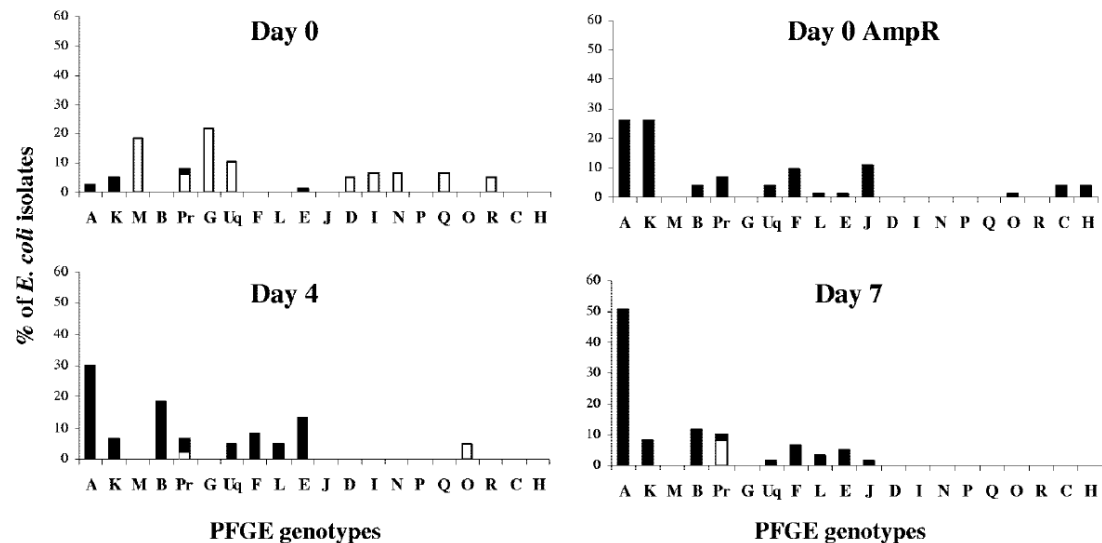 Day 0
60
50
40
30
20
10
0
A K M B Pr G Uq F L E J D I N P Q O R C H
Day 0 AmpR
60
50
40
30
20
10
0
A K M B Pr G Uq F L E J D I N P Q O R C H
% of E. coli isolates
Day 4
60
50
40
30
20
10
0
A K M B Pr G Uq F L E J D I N P Q O R C H
PFGE genotypes
Day 7
60
50
40
30
20
10
0
A K M B Pr G Uq F L E J D I N P Q O R C H
PFGE genotypes